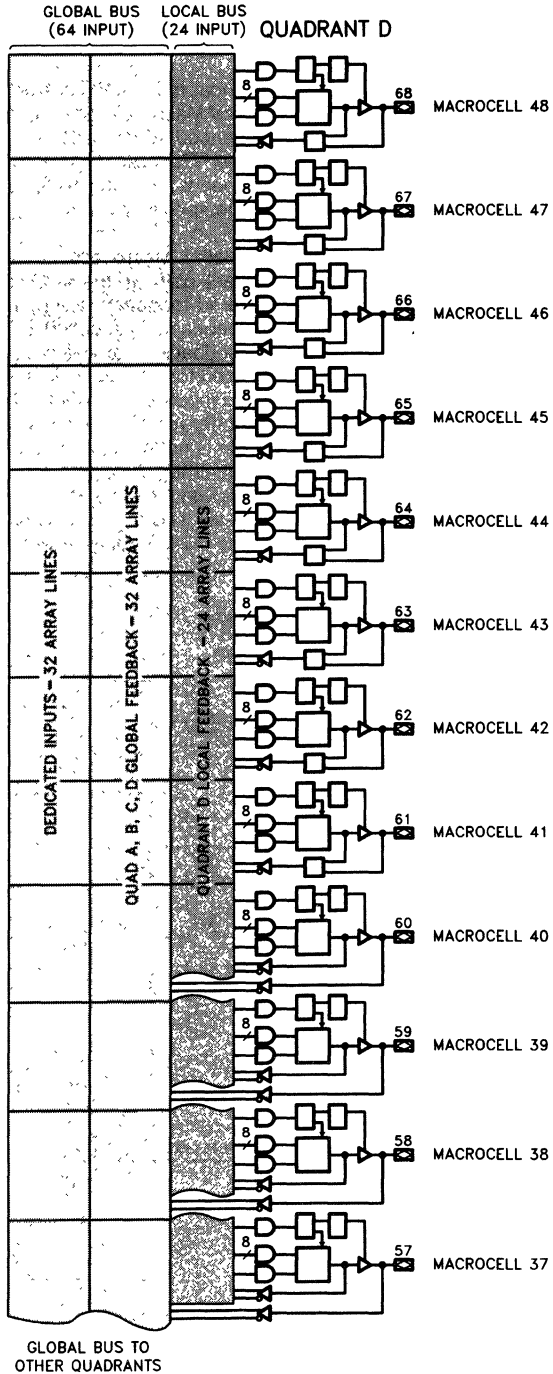 GLOBAL BUS
(64 INPUT)
LOCAL BUS
(24 INPUT)
QUADRANT D
8
68
MACROCELL 48
8
67
MACROCELL 47
8
66
MACROCELL 46
8
65
MACROCELL 45
8
64
MACROCELL 44
8
63
MACROCELL 43
8
62
MACROCELL 42
8
61
MACROCELL 41
8
60
MACROCELL 40
8
59
MACROCELL 39
8
58
MACROCELL 38
8
57
MACROCELL 37
DEDICATED INPUTS – 32 ARRAY LINES
QUAD A, B, C, D GLOBAL FEEDBACK – 32 ARRAY LINES
QUADRANT D LOCAL FEEDBACK – 24 ARRAY LINES
GLOBAL BUS TO
OTHER QUADRANTS